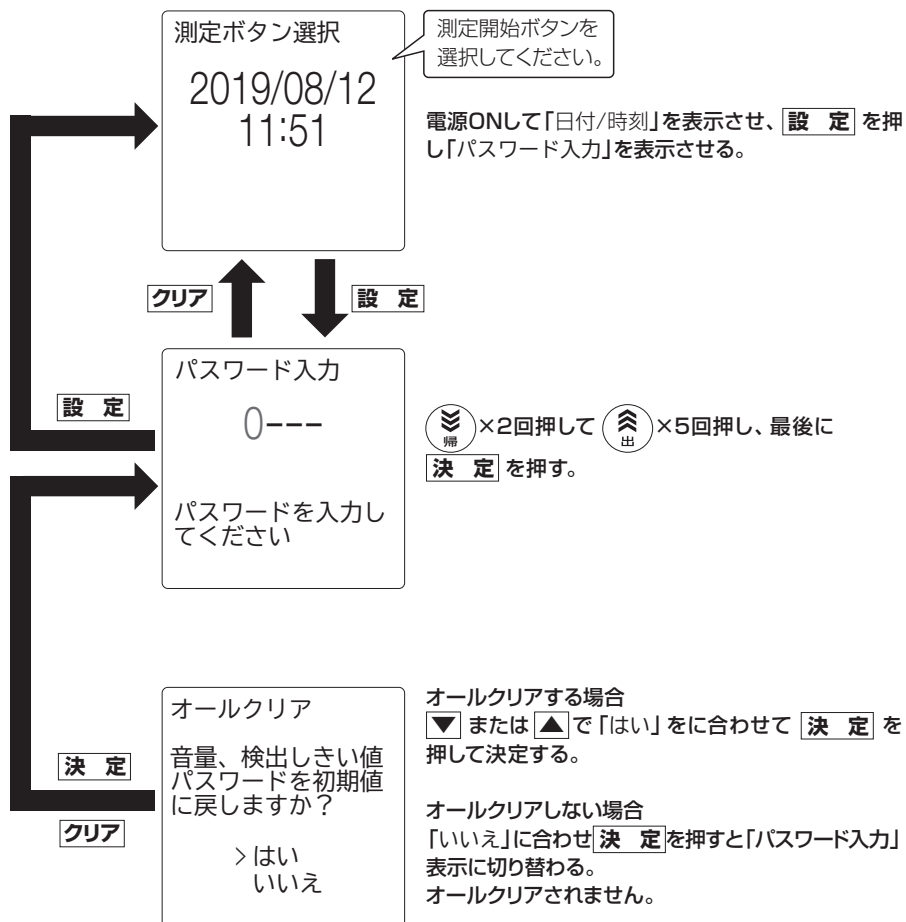 測定ボタン選択
2019/08/12
11:51
測定開始ボタンを
選択してください。
電源ONして「日付/時刻」を表示させ、設 定 を押
し「パスワード入力」を表示させる。
クリア
設 定
パスワード入力
0---
パスワードを入力し
てください
設 定
帰 ×2回押して 出 ×5回押し、最後に
決 定 を押す。
オールクリア
音量、検出しきい値
パスワードを初期値
に戻しますか？
>はい
いいえ
決 定
クリア
オールクリアする場合
▼ または ▲ で「はい」をに合わせて 決 定 を
押して決定する。
オールクリアしない場合
「いいえ」に合わせ 決 定 を押すと「パスワード入力」
表示に切り替わる。
オールクリアされません。